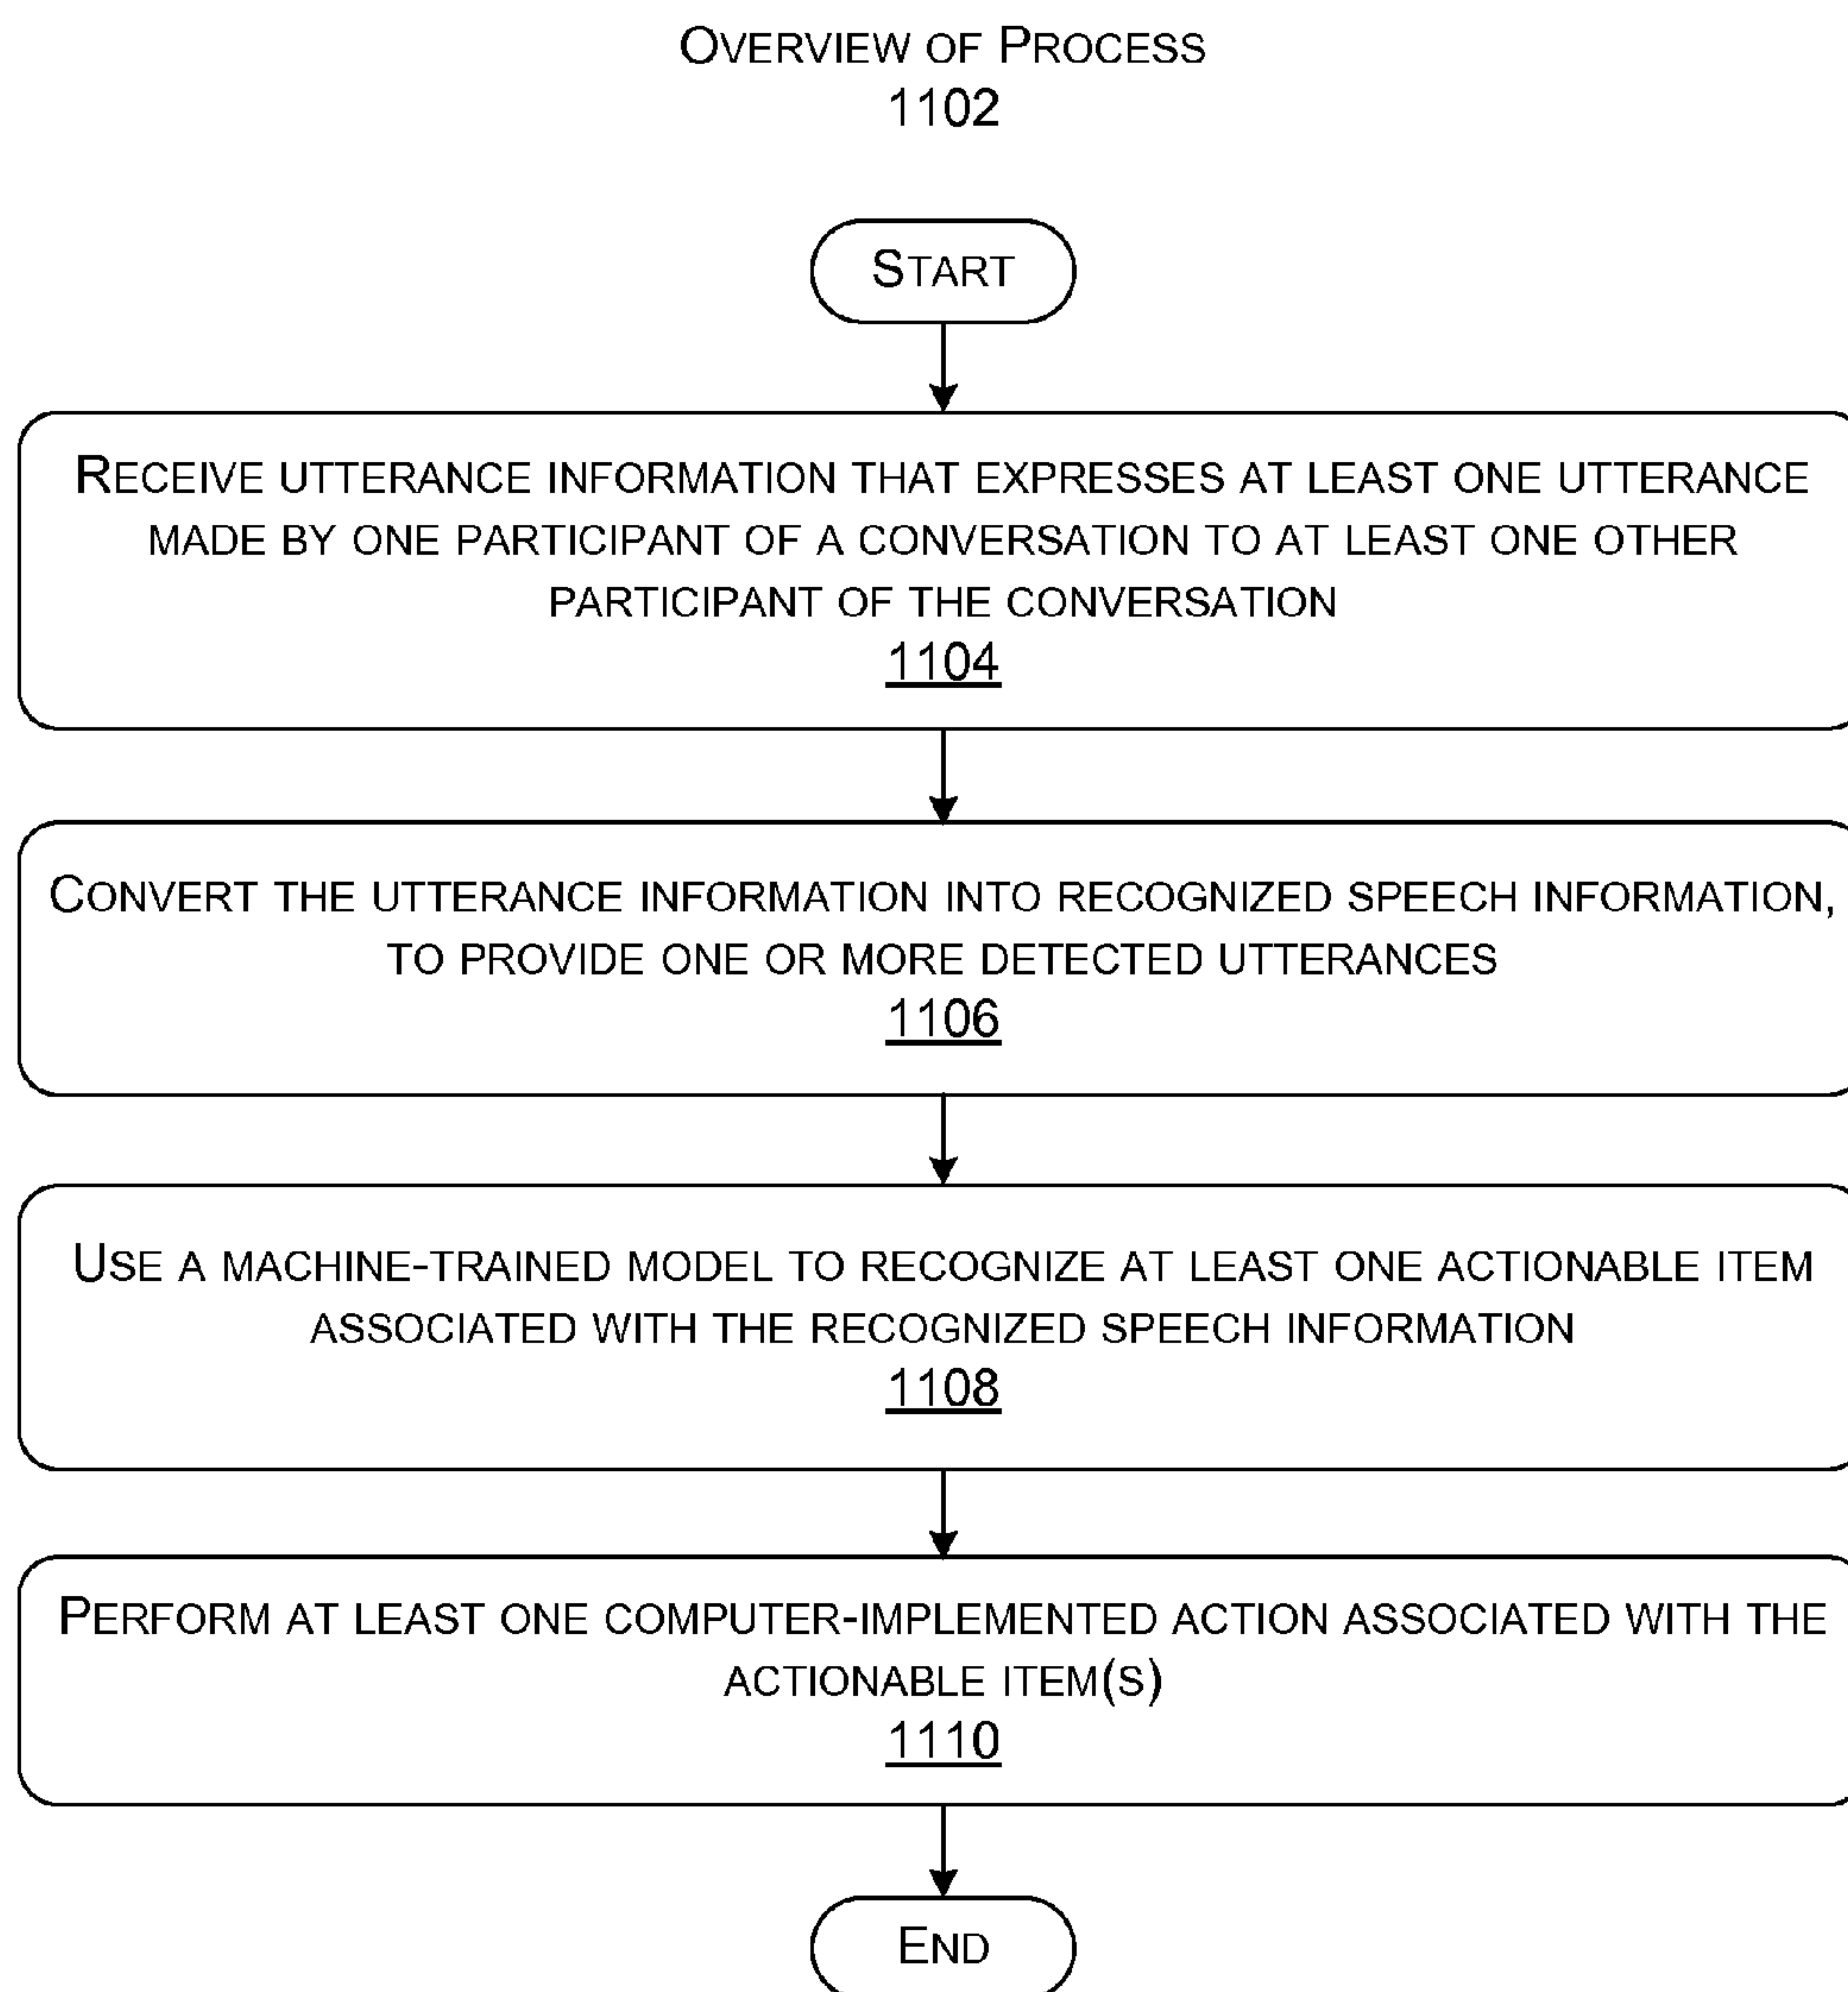 OVERVIEW OF PROCESS
1102
START
RECEIVE UTTERANCE INFORMATION THAT EXPRESSES AT LEAST ONE UTTERANCE
MADE BY ONE PARTICIPANT OF A CONVERSATION TO AT LEAST ONE OTHER
PARTICIPANT OF THE CONVERSATION
1104
CONVERT THE UTTERANCE INFORMATION INTO RECOGNIZED SPEECH INFORMATION,
TO PROVIDE ONE OR MORE DETECTED UTTERANCES
1106
USE A MACHINE-TRAINED MODEL TO RECOGNIZE AT LEAST ONE ACTIONABLE ITEM
ASSOCIATED WITH THE RECOGNIZED SPEECH INFORMATION
1108
PERFORM AT LEAST ONE COMPUTER-IMPLEMENTED ACTION ASSOCIATED WITH THE
ACTIONABLE ITEM(S)
1110
END